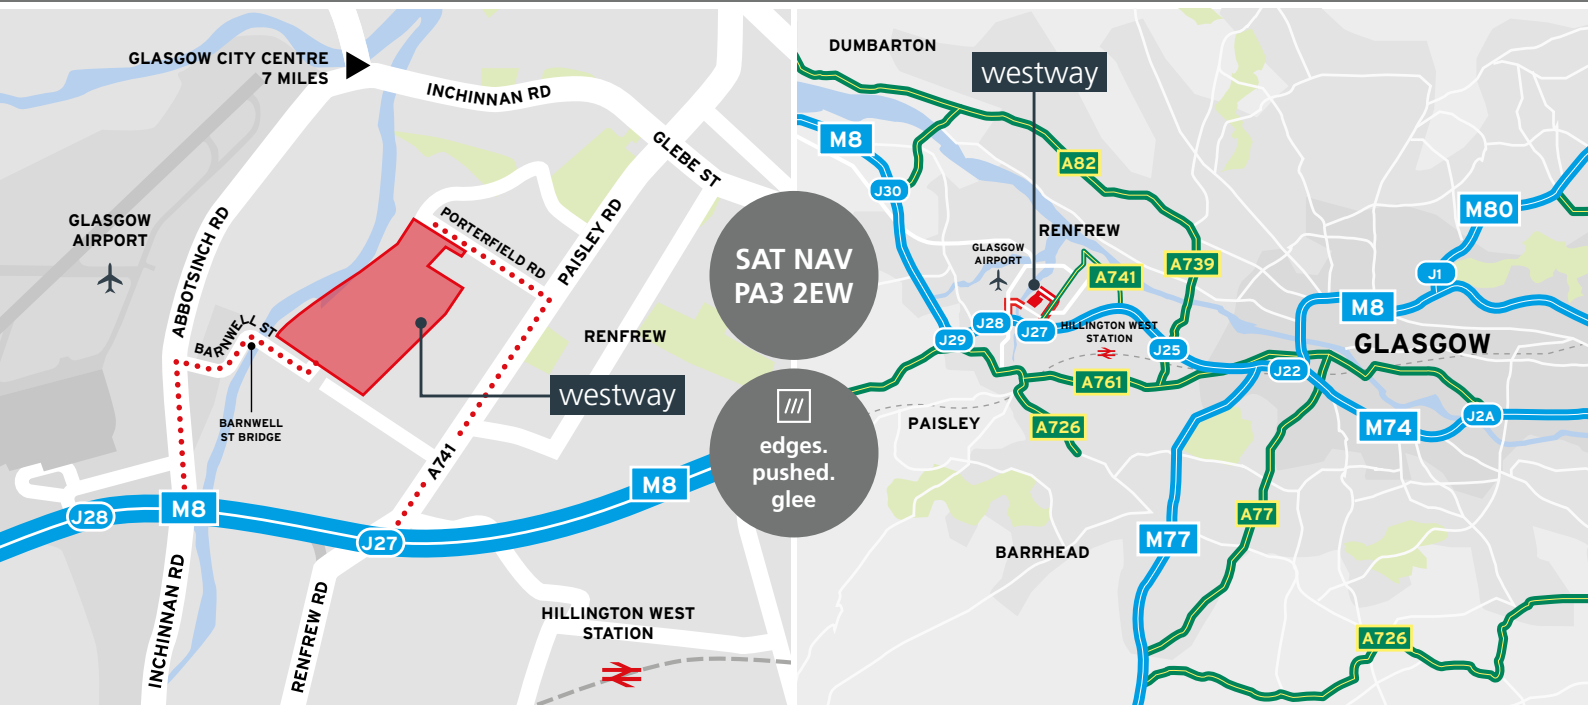 GLASGOW CITY CENTRE
7 MILES
INCHINNAN RD
GLEBE ST
GLASGOW
AIRPORT
ABBOTSINCH RD
PORTERFIELD RD
PAISLEY RD
BARNWELL ST
RENFREW
westway
BARNWELL
ST BRIDGE
A741
M8
M8
J28
J27
INCHINNAN RD
RENFREW RD
HILLINGTON WEST
STATION
SAT NAV
PA3 2EW
edges.
pushed.
glee
DUMBARTON
westway
M8
A82
J30
M80
RENFREW
GLASGOW
AIRPORT
A741
A739
J1
M8
J28
J27
HILLINGTON WEST
STATION
J29
J25
GLASGOW
J22
A761
PAISLEY
A726
M74
J2A
A77
M77
BARRHEAD
A726